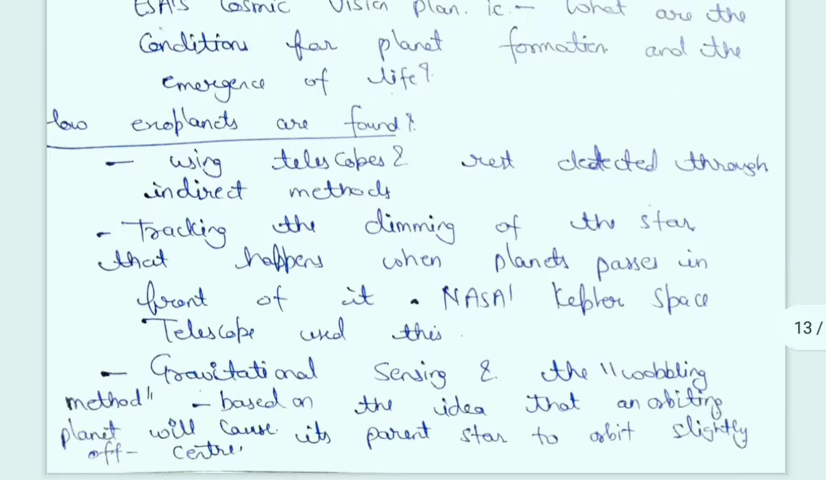 ESA's Cosmic Vision plan. ie. - What are the
Conditions for planet formation and the
emergence of life?
How exoplanets are found?
- using telescopes & rest detected through
indirect methods
- Tracking the dimming of the star
that happens when planets passes in
front of it. NASA' Kepler Space
Telescope used this.
- Gravitational Sensing & the "wobbling
method" - based on the idea that an orbiting
planet will cause its parent star to orbit slightly
off-centre.
13 /